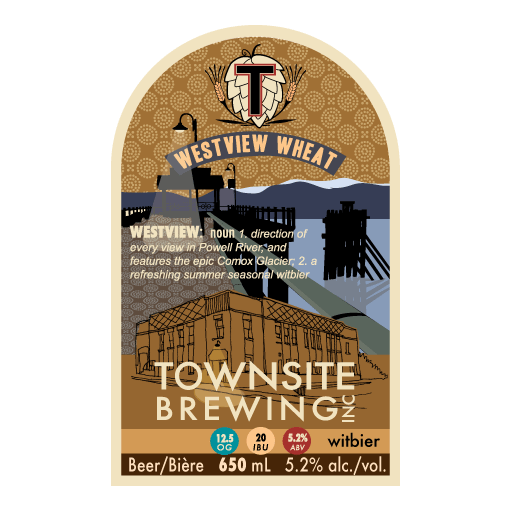 T
WESTVIEW WHEAT
WESTVIEW: noun 1. direction of
every view in Powell River, and
features the epic Comox Glacier; 2. a
refreshing summer seasonal witbier
TOWNSITE
BREWING INC
12.5 OG 20 IBU 5.2% ABV witbier
Beer/Bière 650 mL 5.2% alc./vol.